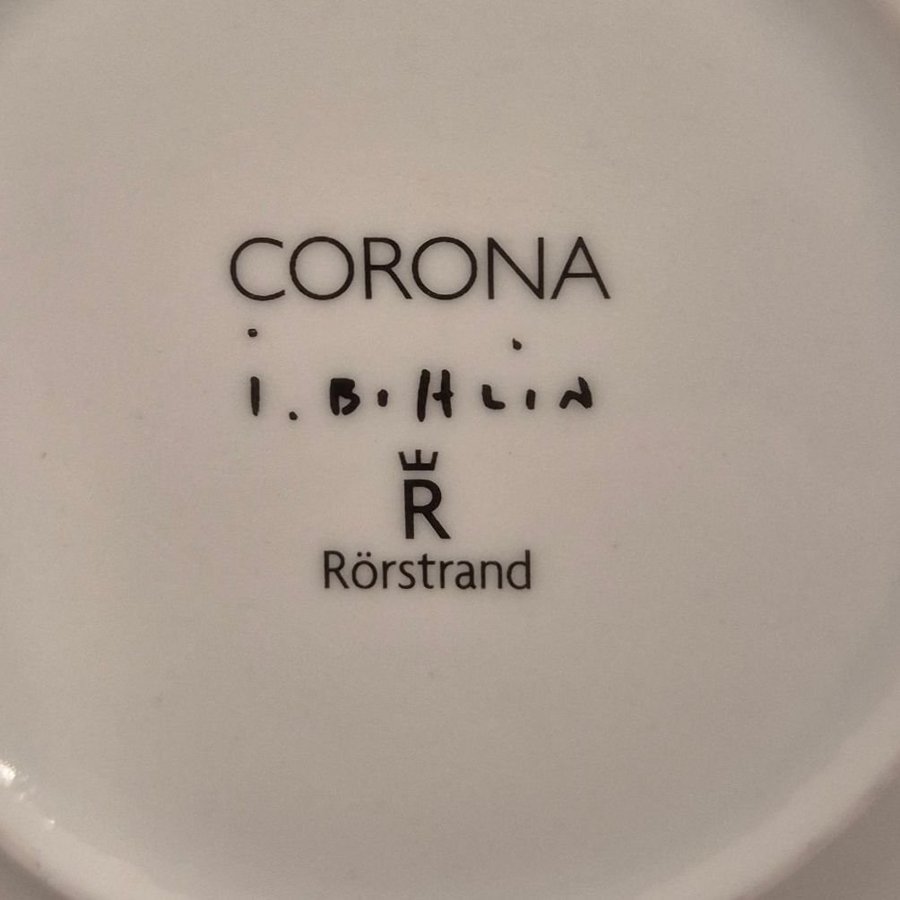 CORONA
i. BoHLiN
R
Rörstrand